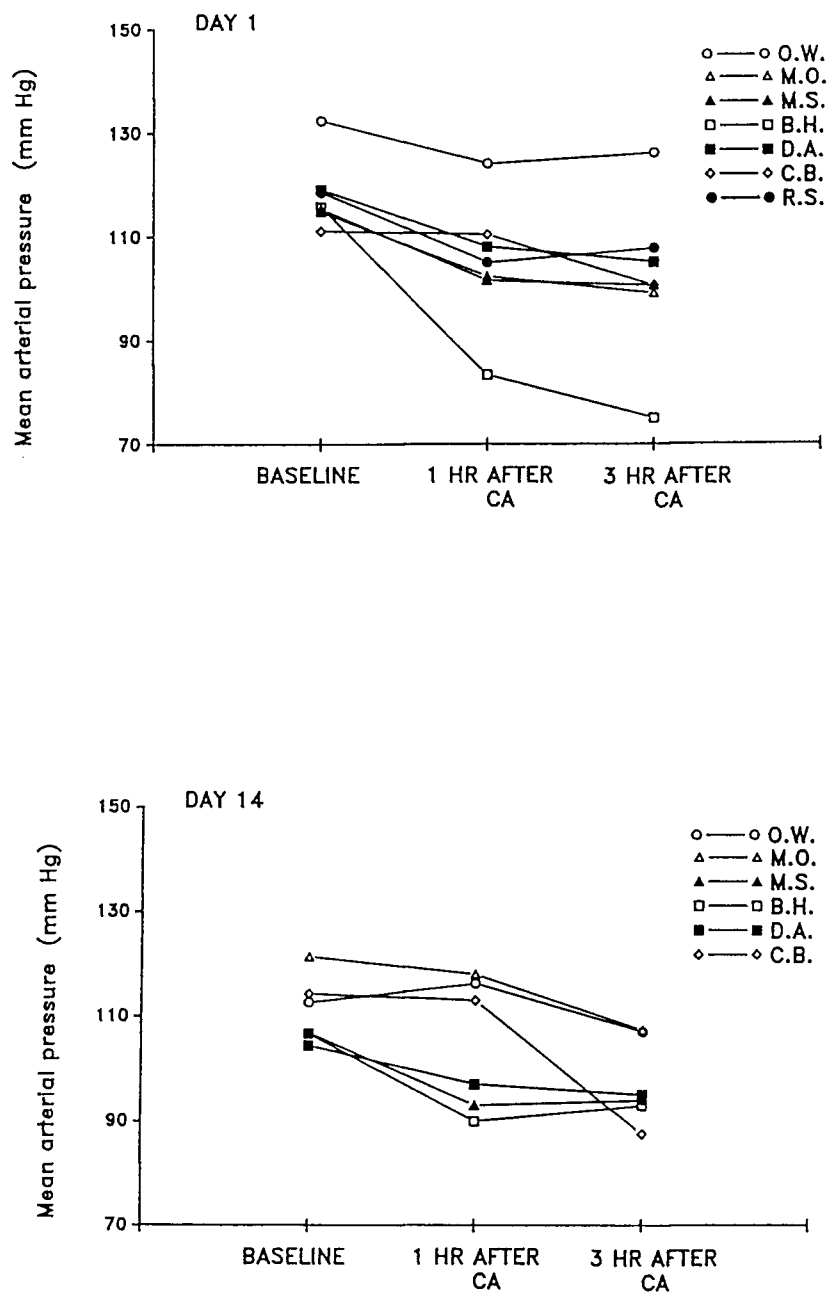 DAY 1
150
130
110
90
70
Mean arterial pressure (mm Hg)
O.W.
M.O.
M.S.
B.H.
D.A.
C.B.
R.S.
BASELINE 1 HR AFTER CA 3 HR AFTER CA
DAY 14
150
130
110
90
70
Mean arterial pressure (mm Hg)
O.W.
M.O.
M.S.
B.H.
D.A.
C.B.
BASELINE 1 HR AFTER CA 3 HR AFTER CA